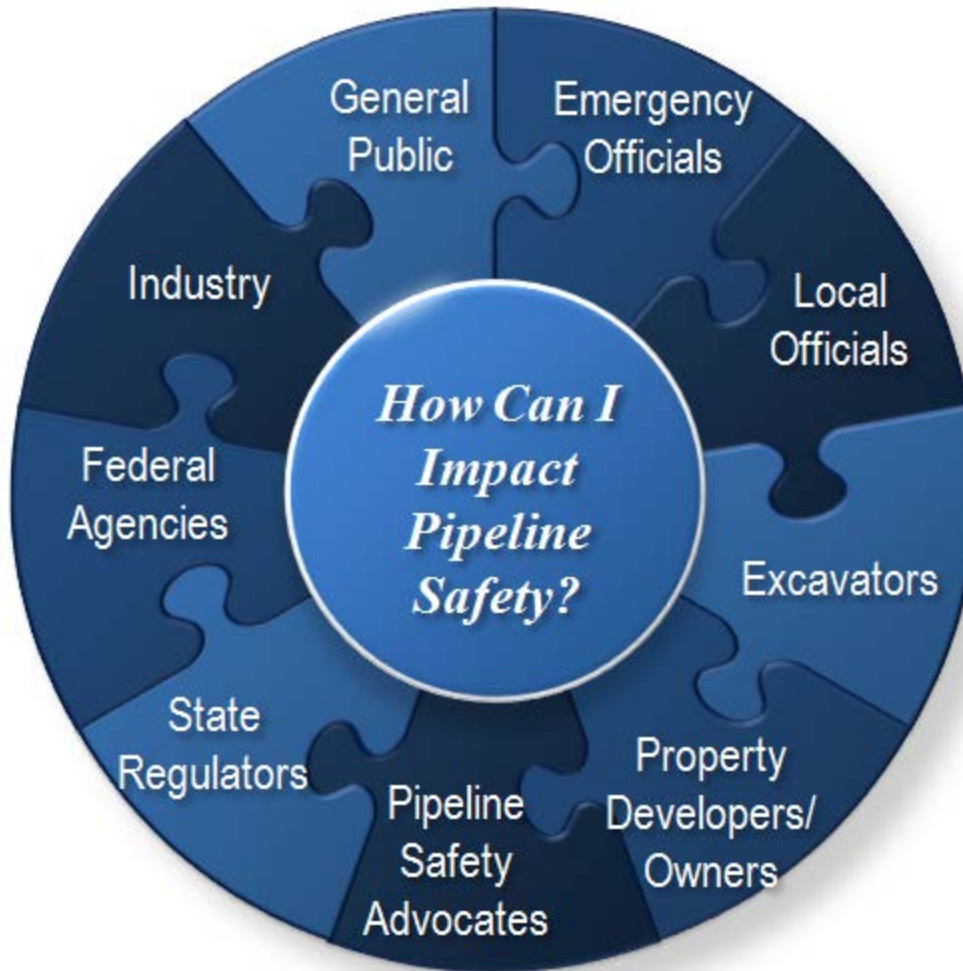 General
Public
Emergency
Officials
Local
Officials
Excavators
Property
Developers/
Owners
Pipeline
Safety
Advocates
State
Regulators
Federal
Agencies
Industry
How Can I
Impact
Pipeline
Safety?